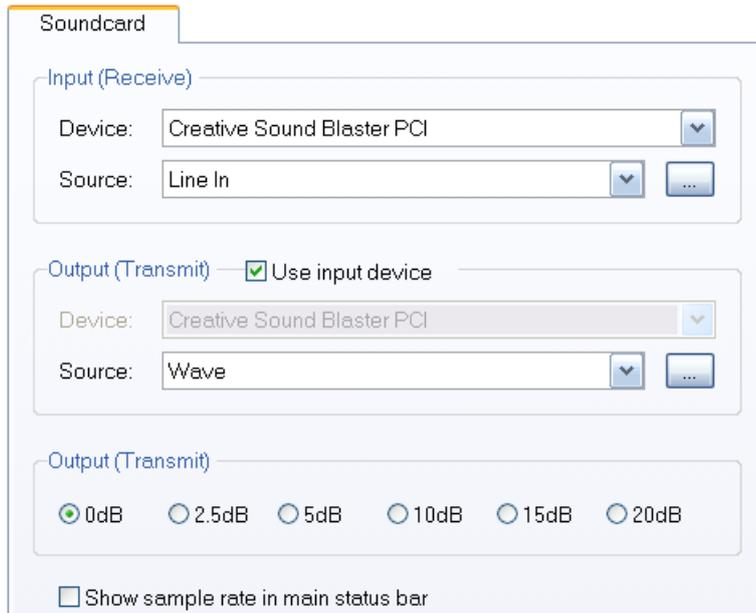 Soundcard
Input (Receive)
Device: Creative Sound Blaster PCI
Source: Line In ...
Output (Transmit) Use input device
Device: Creative Sound Blaster PCI
Source: Wave ...
Output (Transmit)
0dB 2.5dB 5dB 10dB 15dB 20dB
Show sample rate in main status bar